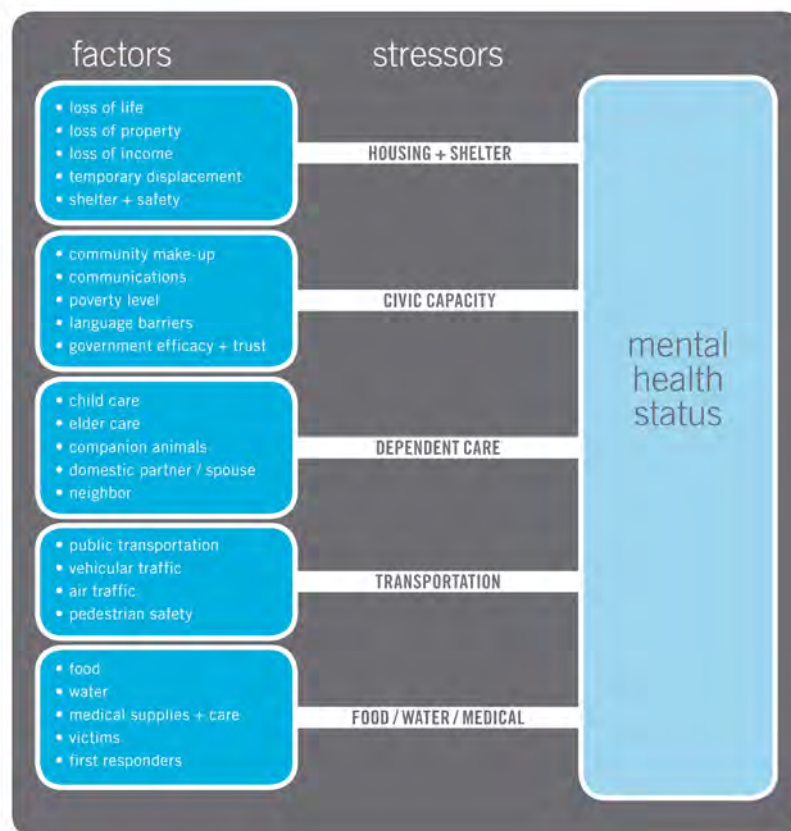 factors
stressors
• loss of life
• loss of property
• loss of income
• temporary displacement
• shelter + safety
HOUSING + SHELTER
• community make-up
• communications
• poverty level
• language barriers
• government efficacy + trust
CIVIC CAPACITY
• child care
• elder care
• companion animals
• domestic partner / spouse
• neighbor
DEPENDENT CARE
• public transportation
• vehicular traffic
• air traffic
• pedestrian safety
TRANSPORTATION
• food
• water
• medical supplies + care
• victims
• first responders
FOOD / WATER / MEDICAL
mental
health
status